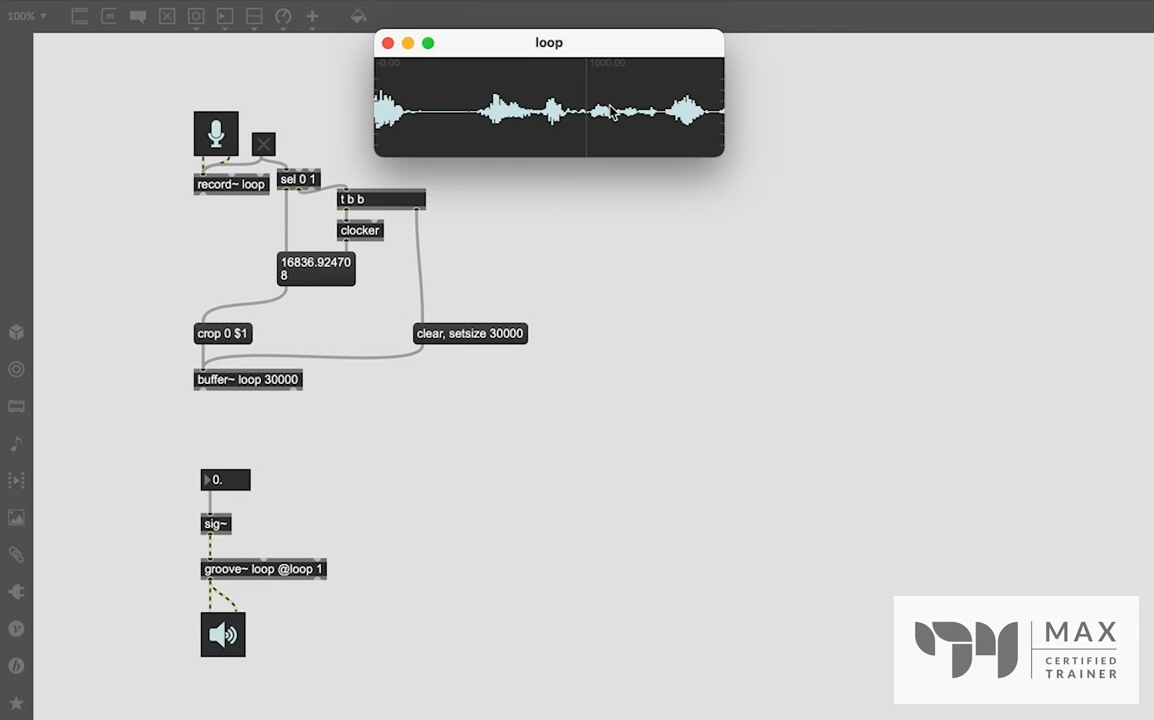 100%
loop
-0.00
1000.00
record~ loop
sel 0 1
t b b
clocker
16836.92470
8
crop 0 $1
clear, setsize 30000
buffer~ loop 30000
0.
sig~
groove~ loop @loop 1
MAX
CERTIFIED
TRAINER